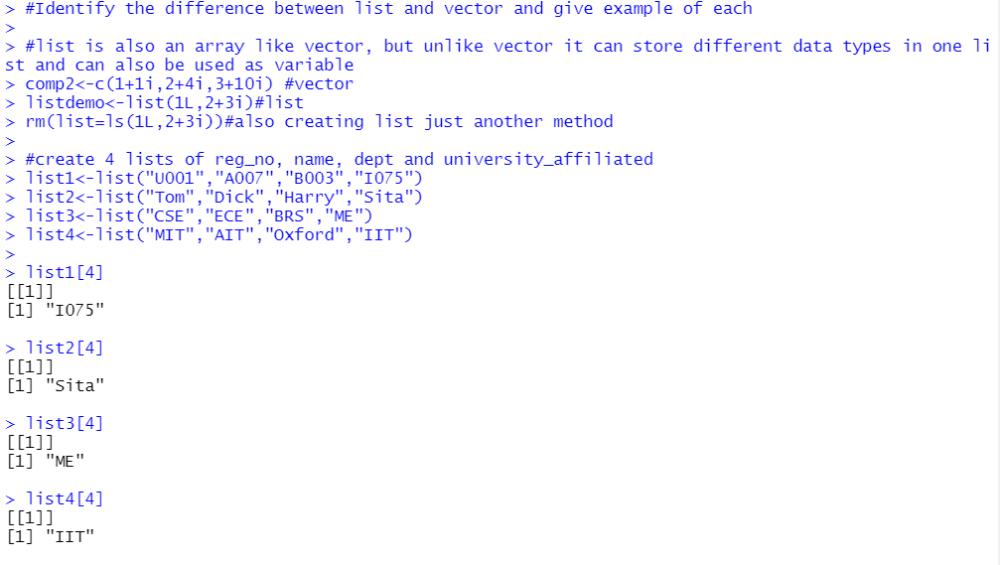 > #Identify the difference between list and vector and give example of each
>
> #list is also an array like vector, but unlike vector it can store different data types in one li
st and can also be used as variable
> comp2<-c(1+1i,2+4i,3+10i) #vector
> listdemo<-list(1L,2+3i)#list
> rm(list=ls(1L,2+3i))#also creating list just another method
>
> #create 4 lists of reg_no, name, dept and university_affiliated
> list1<-list("U001","A007","B003","I075")
> list2<-list("Tom","Dick","Harry","Sita")
> list3<-list("CSE","ECE","BRS","ME")
> list4<-list("MIT","AIT","Oxford","IIT")
>
> list1[4]
[[1]]
[1] "I075"

> list2[4]
[[1]]
[1] "Sita"

> list3[4]
[[1]]
[1] "ME"

> list4[4]
[[1]]
[1] "IIT"